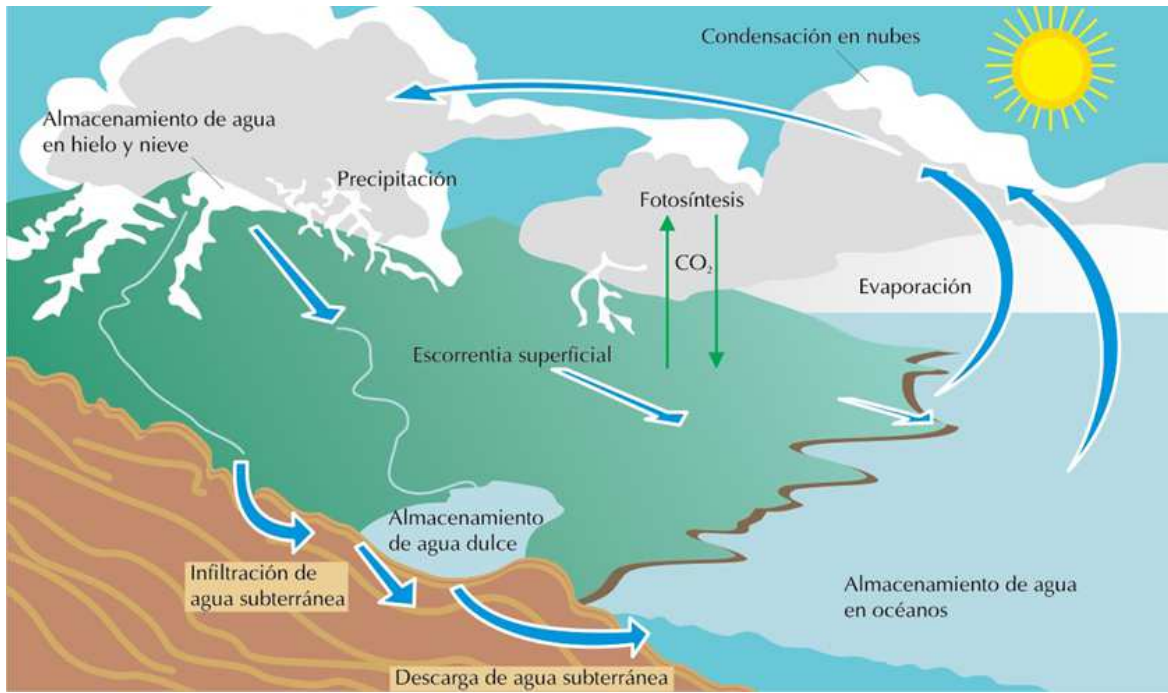 Condensación en nubes
Almacenamiento de agua
en hielo y nieve
Precipitación
Fotosíntesis
CO₂
Evaporación
Escorrentia superficial
Almacenamiento
de agua dulce
Infiltración de
agua subterránea
Almacenamiento de agua
en océanos
Descarga de agua subterránea